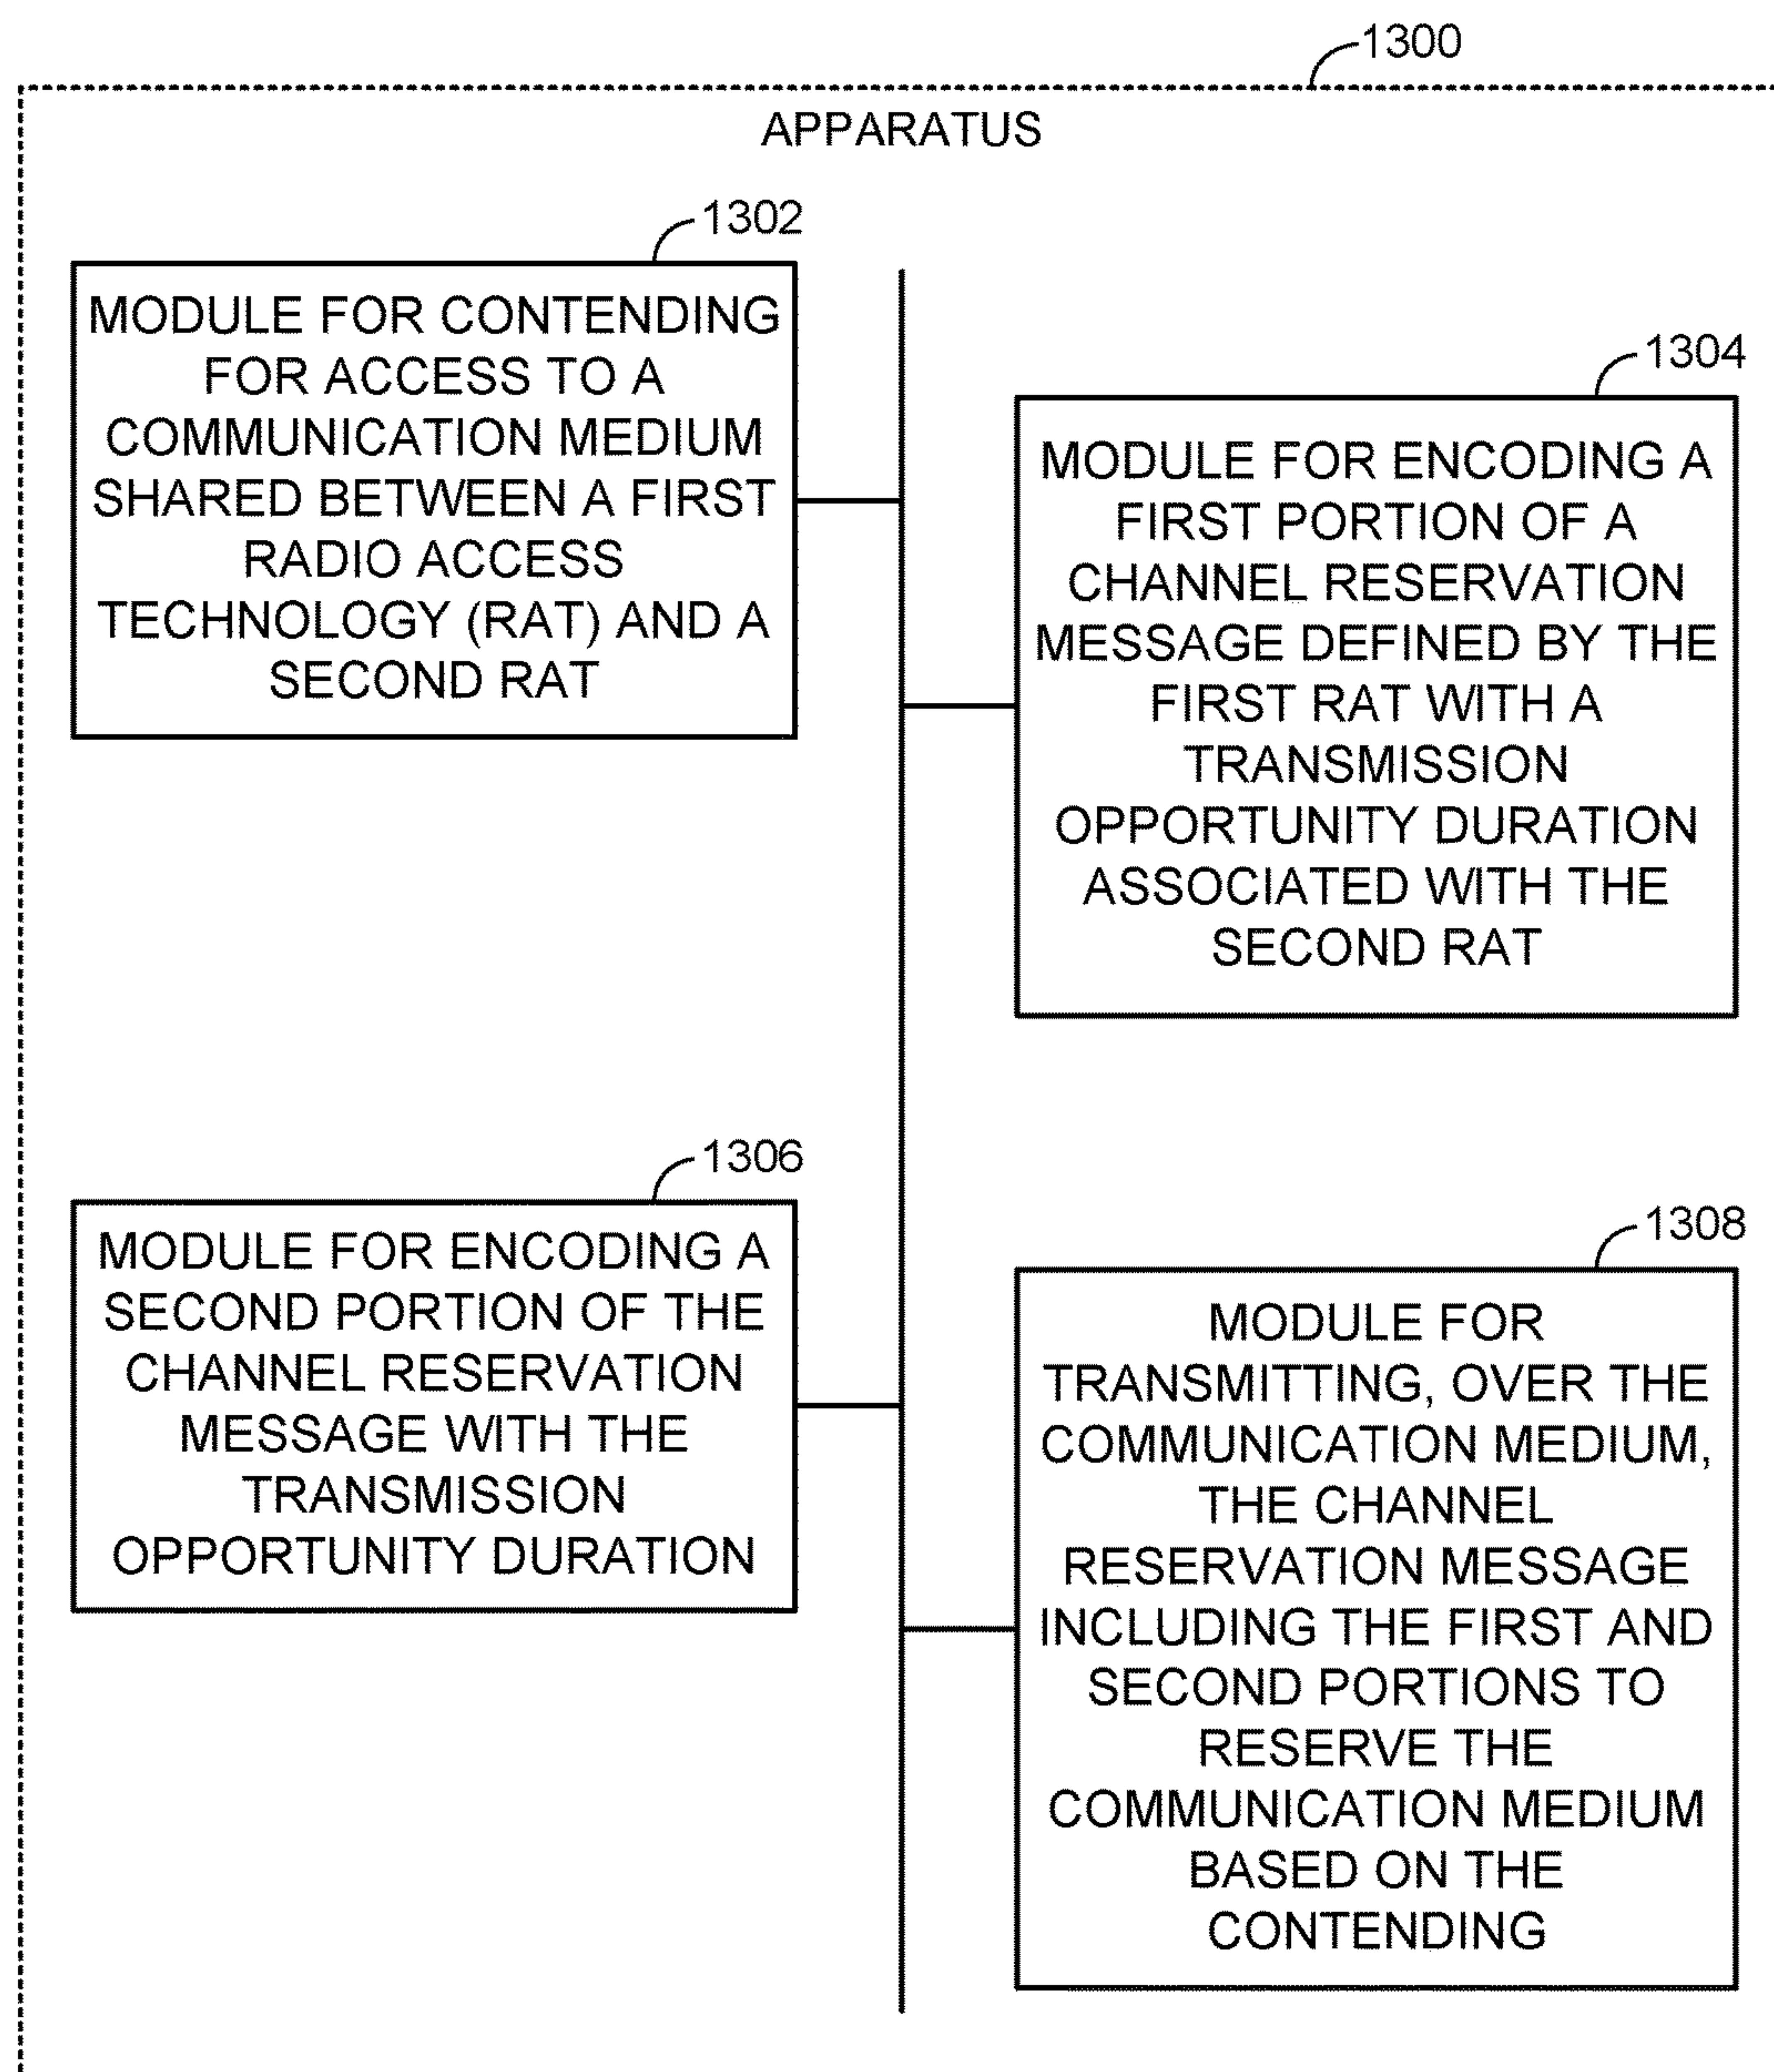 1300
APPARATUS
1302
MODULE FOR CONTENDING
FOR ACCESS TO A
COMMUNICATION MEDIUM
SHARED BETWEEN A FIRST
RADIO ACCESS
TECHNOLOGY (RAT) AND A
SECOND RAT
1304
MODULE FOR ENCODING A
FIRST PORTION OF A
CHANNEL RESERVATION
MESSAGE DEFINED BY THE
FIRST RAT WITH A
TRANSMISSION
OPPORTUNITY DURATION
ASSOCIATED WITH THE
SECOND RAT
1306
MODULE FOR ENCODING A
SECOND PORTION OF THE
CHANNEL RESERVATION
MESSAGE WITH THE
TRANSMISSION
OPPORTUNITY DURATION
1308
MODULE FOR
TRANSMITTING, OVER THE
COMMUNICATION MEDIUM,
THE CHANNEL
RESERVATION MESSAGE
INCLUDING THE FIRST AND
SECOND PORTIONS TO
RESERVE THE
COMMUNICATION MEDIUM
BASED ON THE
CONTENDING